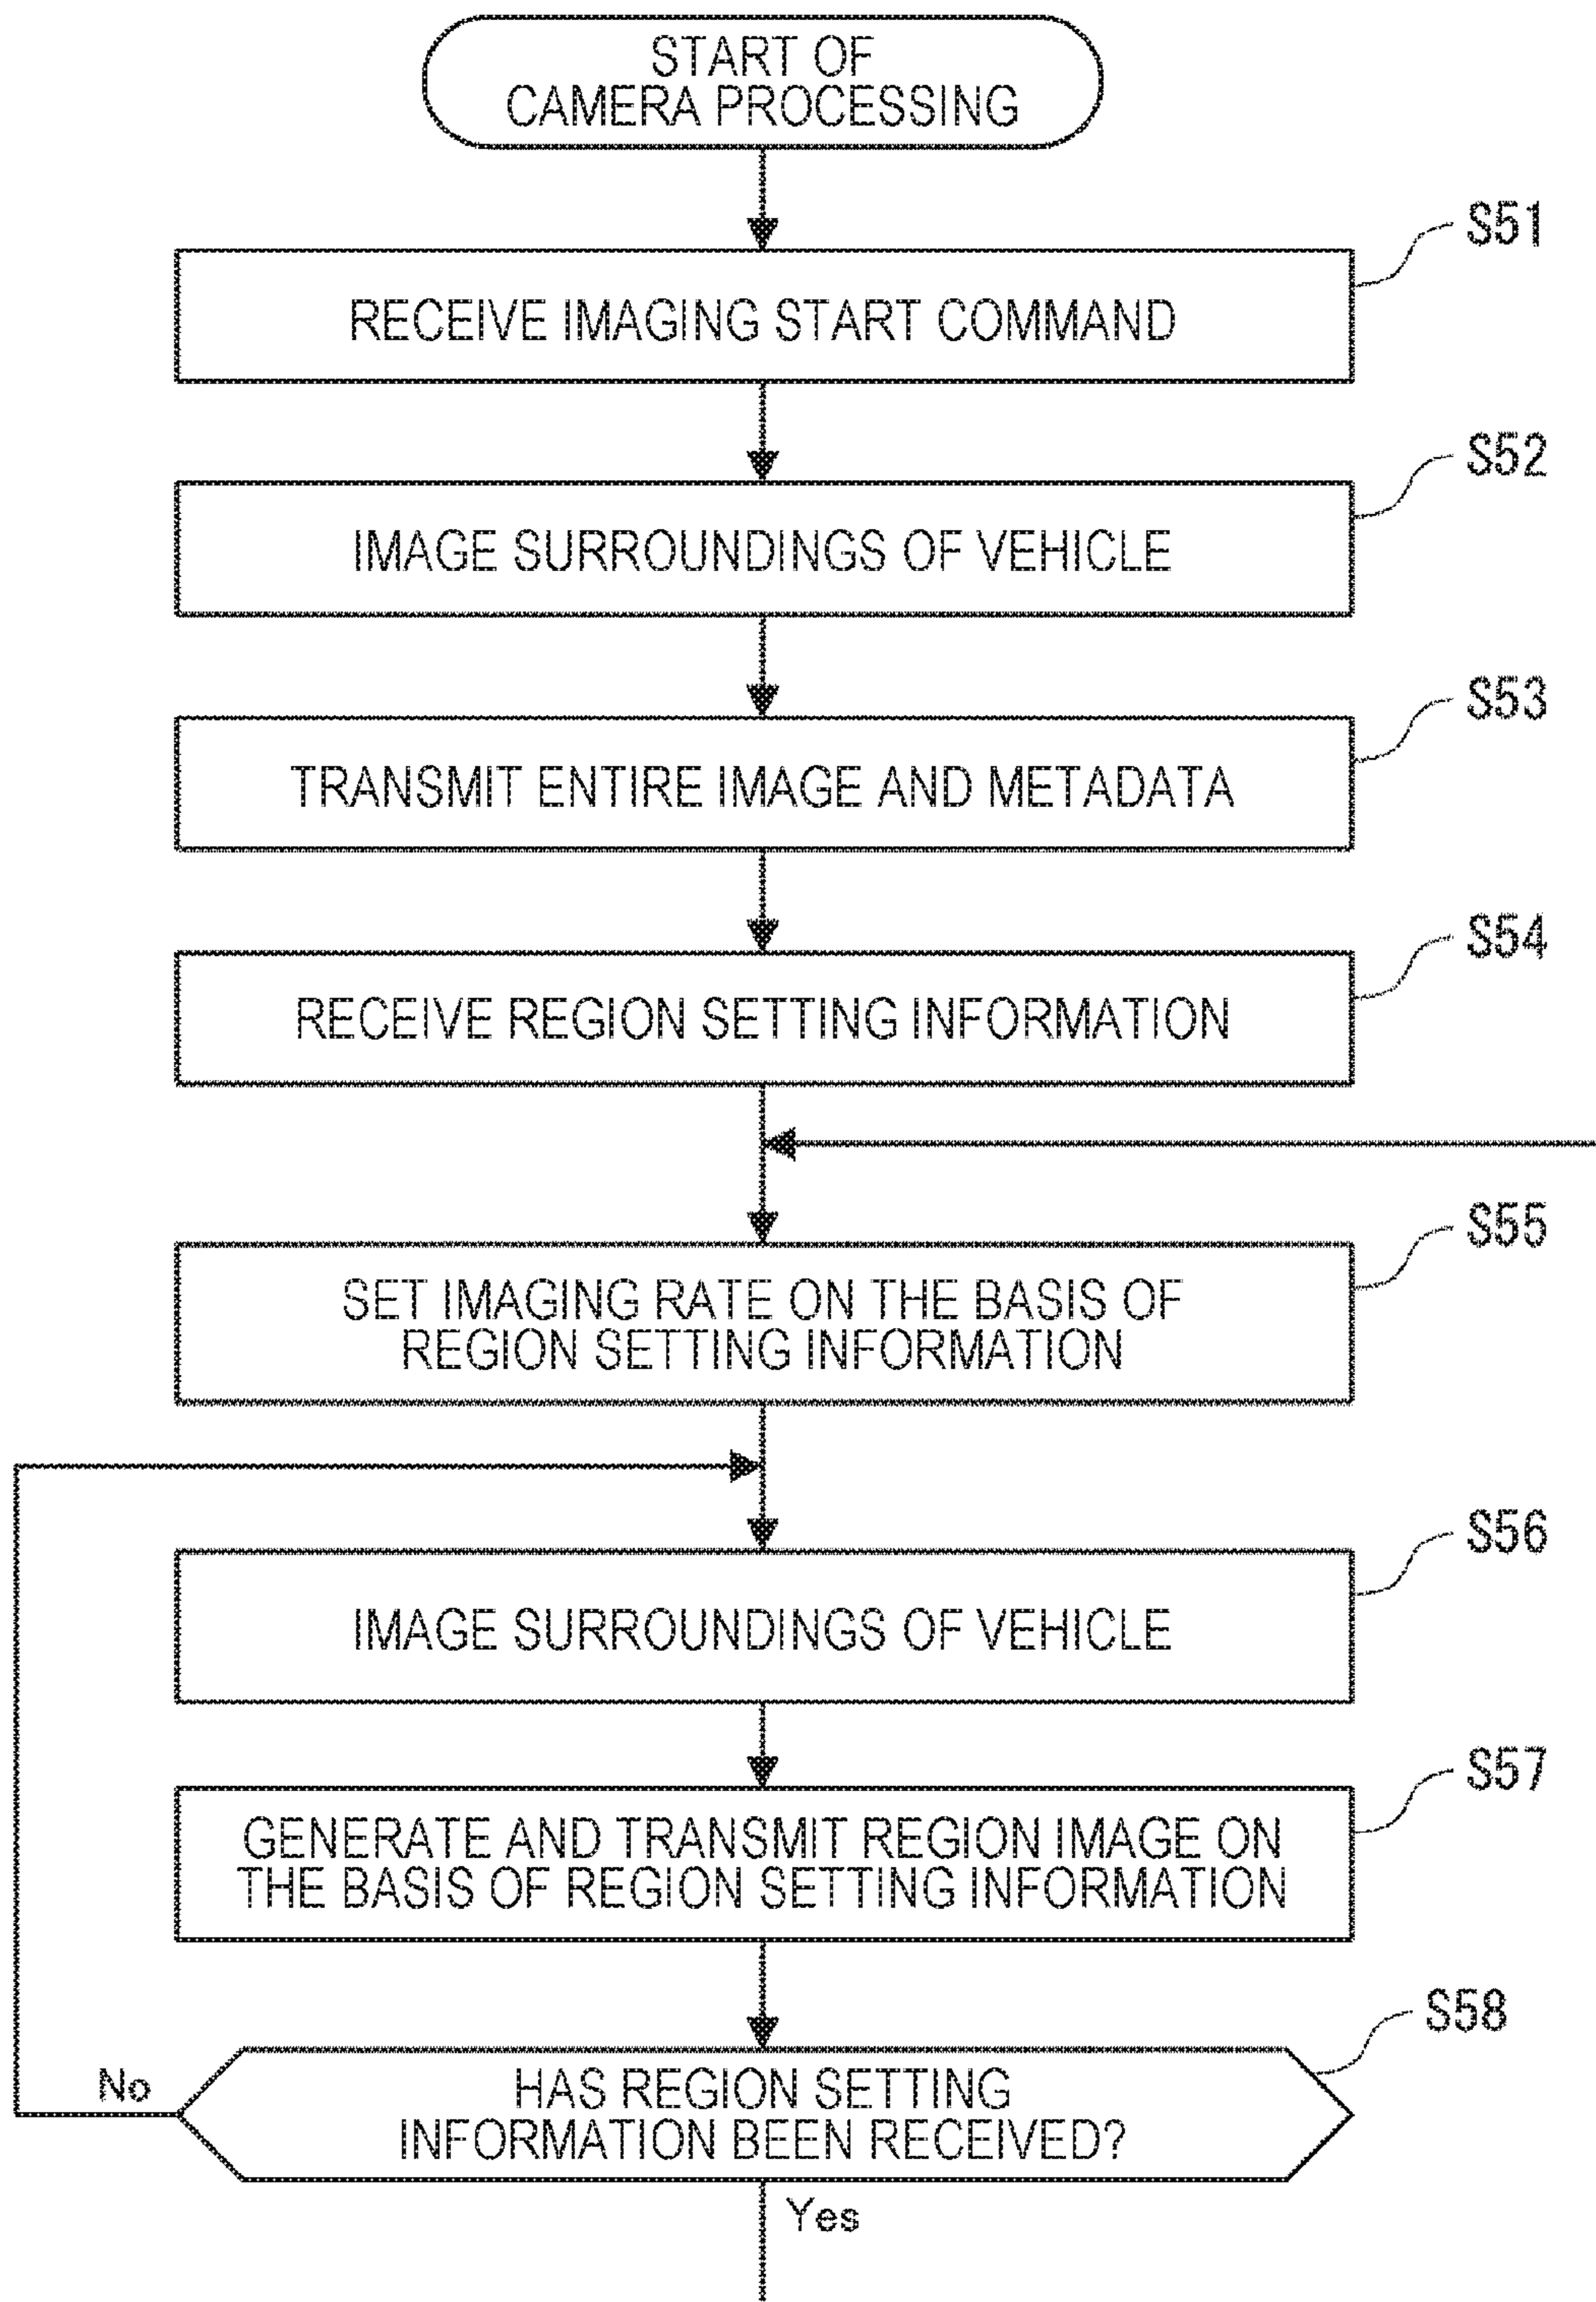 START OF
CAMERA PROCESSING
S51
RECEIVE IMAGING START COMMAND
S52
IMAGE SURROUNDINGS OF VEHICLE
S53
TRANSMIT ENTIRE IMAGE AND METADATA
S54
RECEIVE REGION SETTING INFORMATION
S55
SET IMAGING RATE ON THE BASIS OF
REGION SETTING INFORMATION
S56
IMAGE SURROUNDINGS OF VEHICLE
S57
GENERATE AND TRANSMIT REGION IMAGE ON
THE BASIS OF REGION SETTING INFORMATION
S58
No
HAS REGION SETTING
INFORMATION BEEN RECEIVED?
Yes